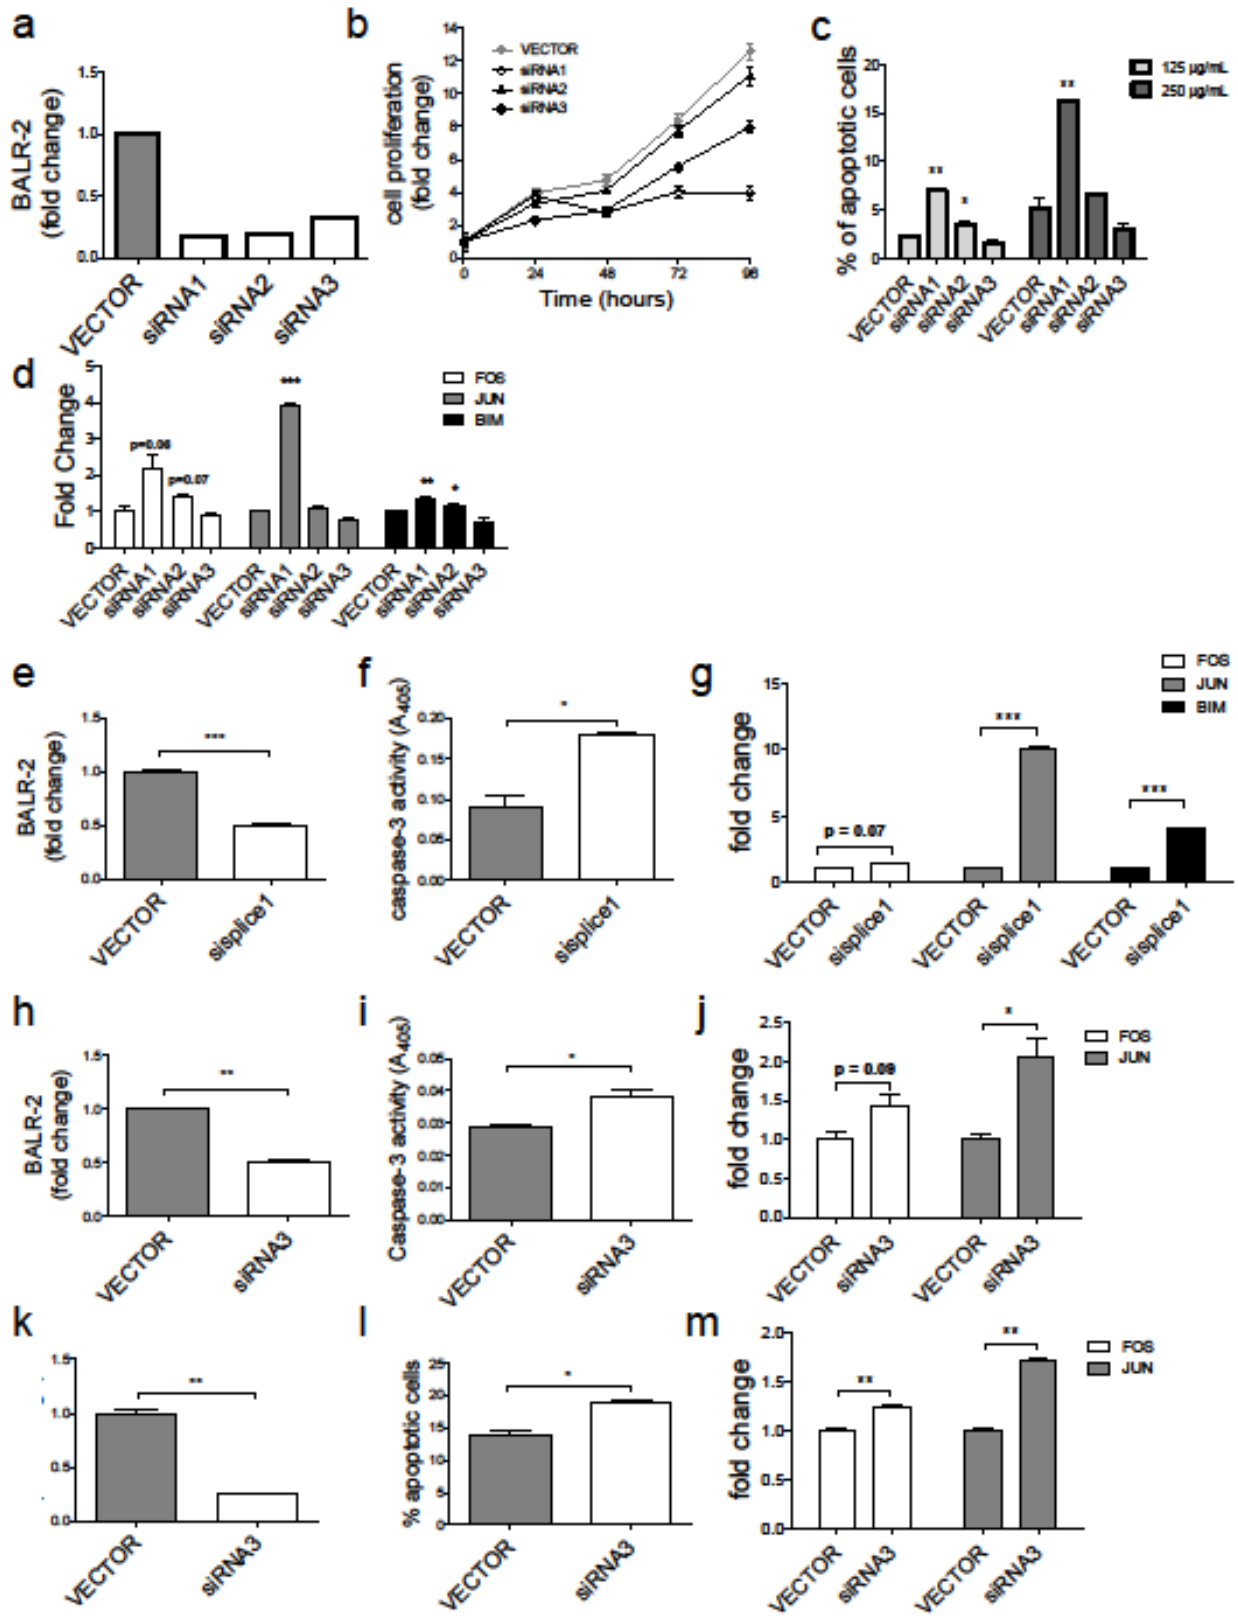 a
BALR-2
(fold change)
1.5
1.0
0.5
0.0
VECTOR
siRNA1
siRNA2
siRNA3
b
cell proliferation
(fold change)
14
12
10
8
6
4
2
0
0
24
48
72
96
Time (hours)
VECTOR
siRNA1
siRNA2
siRNA3
c
% of apoptotic cells
20
15
10
5
0
** * **
VECTOR
siRNA1
siRNA2
siRNA3
VECTOR
siRNA1
siRNA2
siRNA3
125 µg/mL
250 µg/mL
d
Fold Change
5
4
3
2
1
0
p=0.06
p=0.07
***
** *
VECTOR
siRNA1
siRNA2
siRNA3
VECTOR
siRNA1
siRNA2
siRNA3
VECTOR
siRNA1
siRNA2
siRNA3
FOS
JUN
BIM
e
BALR-2
(fold change)
1.5
1.0
0.5
0.0
***
VECTOR
sisplice1
f
caspase-3 activity (A405)
0.20
0.15
0.10
0.05
0.00
*
VECTOR
sisplice1
g
fold change
15
10
5
0
p = 0.07
***
***
VECTOR
sisplice1
VECTOR
sisplice1
VECTOR
sisplice1
FOS
JUN
BIM
h
BALR-2
(fold change)
1.5
1.0
0.5
0.0
**
VECTOR
siRNA3
i
Caspase-3 activity (A405)
0.05
0.04
0.03
0.02
0.01
0.00
*
VECTOR
siRNA3
j
fold change
2.5
2.0
1.5
1.0
0.5
0.0
p = 0.09
*
VECTOR
siRNA3
VECTOR
siRNA3
FOS
JUN
k
1.5
1.0
0.5
0.0
**
VECTOR
siRNA3
l
% apoptotic cells
25
20
15
10
5
0
*
VECTOR
siRNA3
m
fold change
2.0
1.5
1.0
0.5
0.0
**
**
VECTOR
siRNA3
VECTOR
siRNA3
FOS
JUN